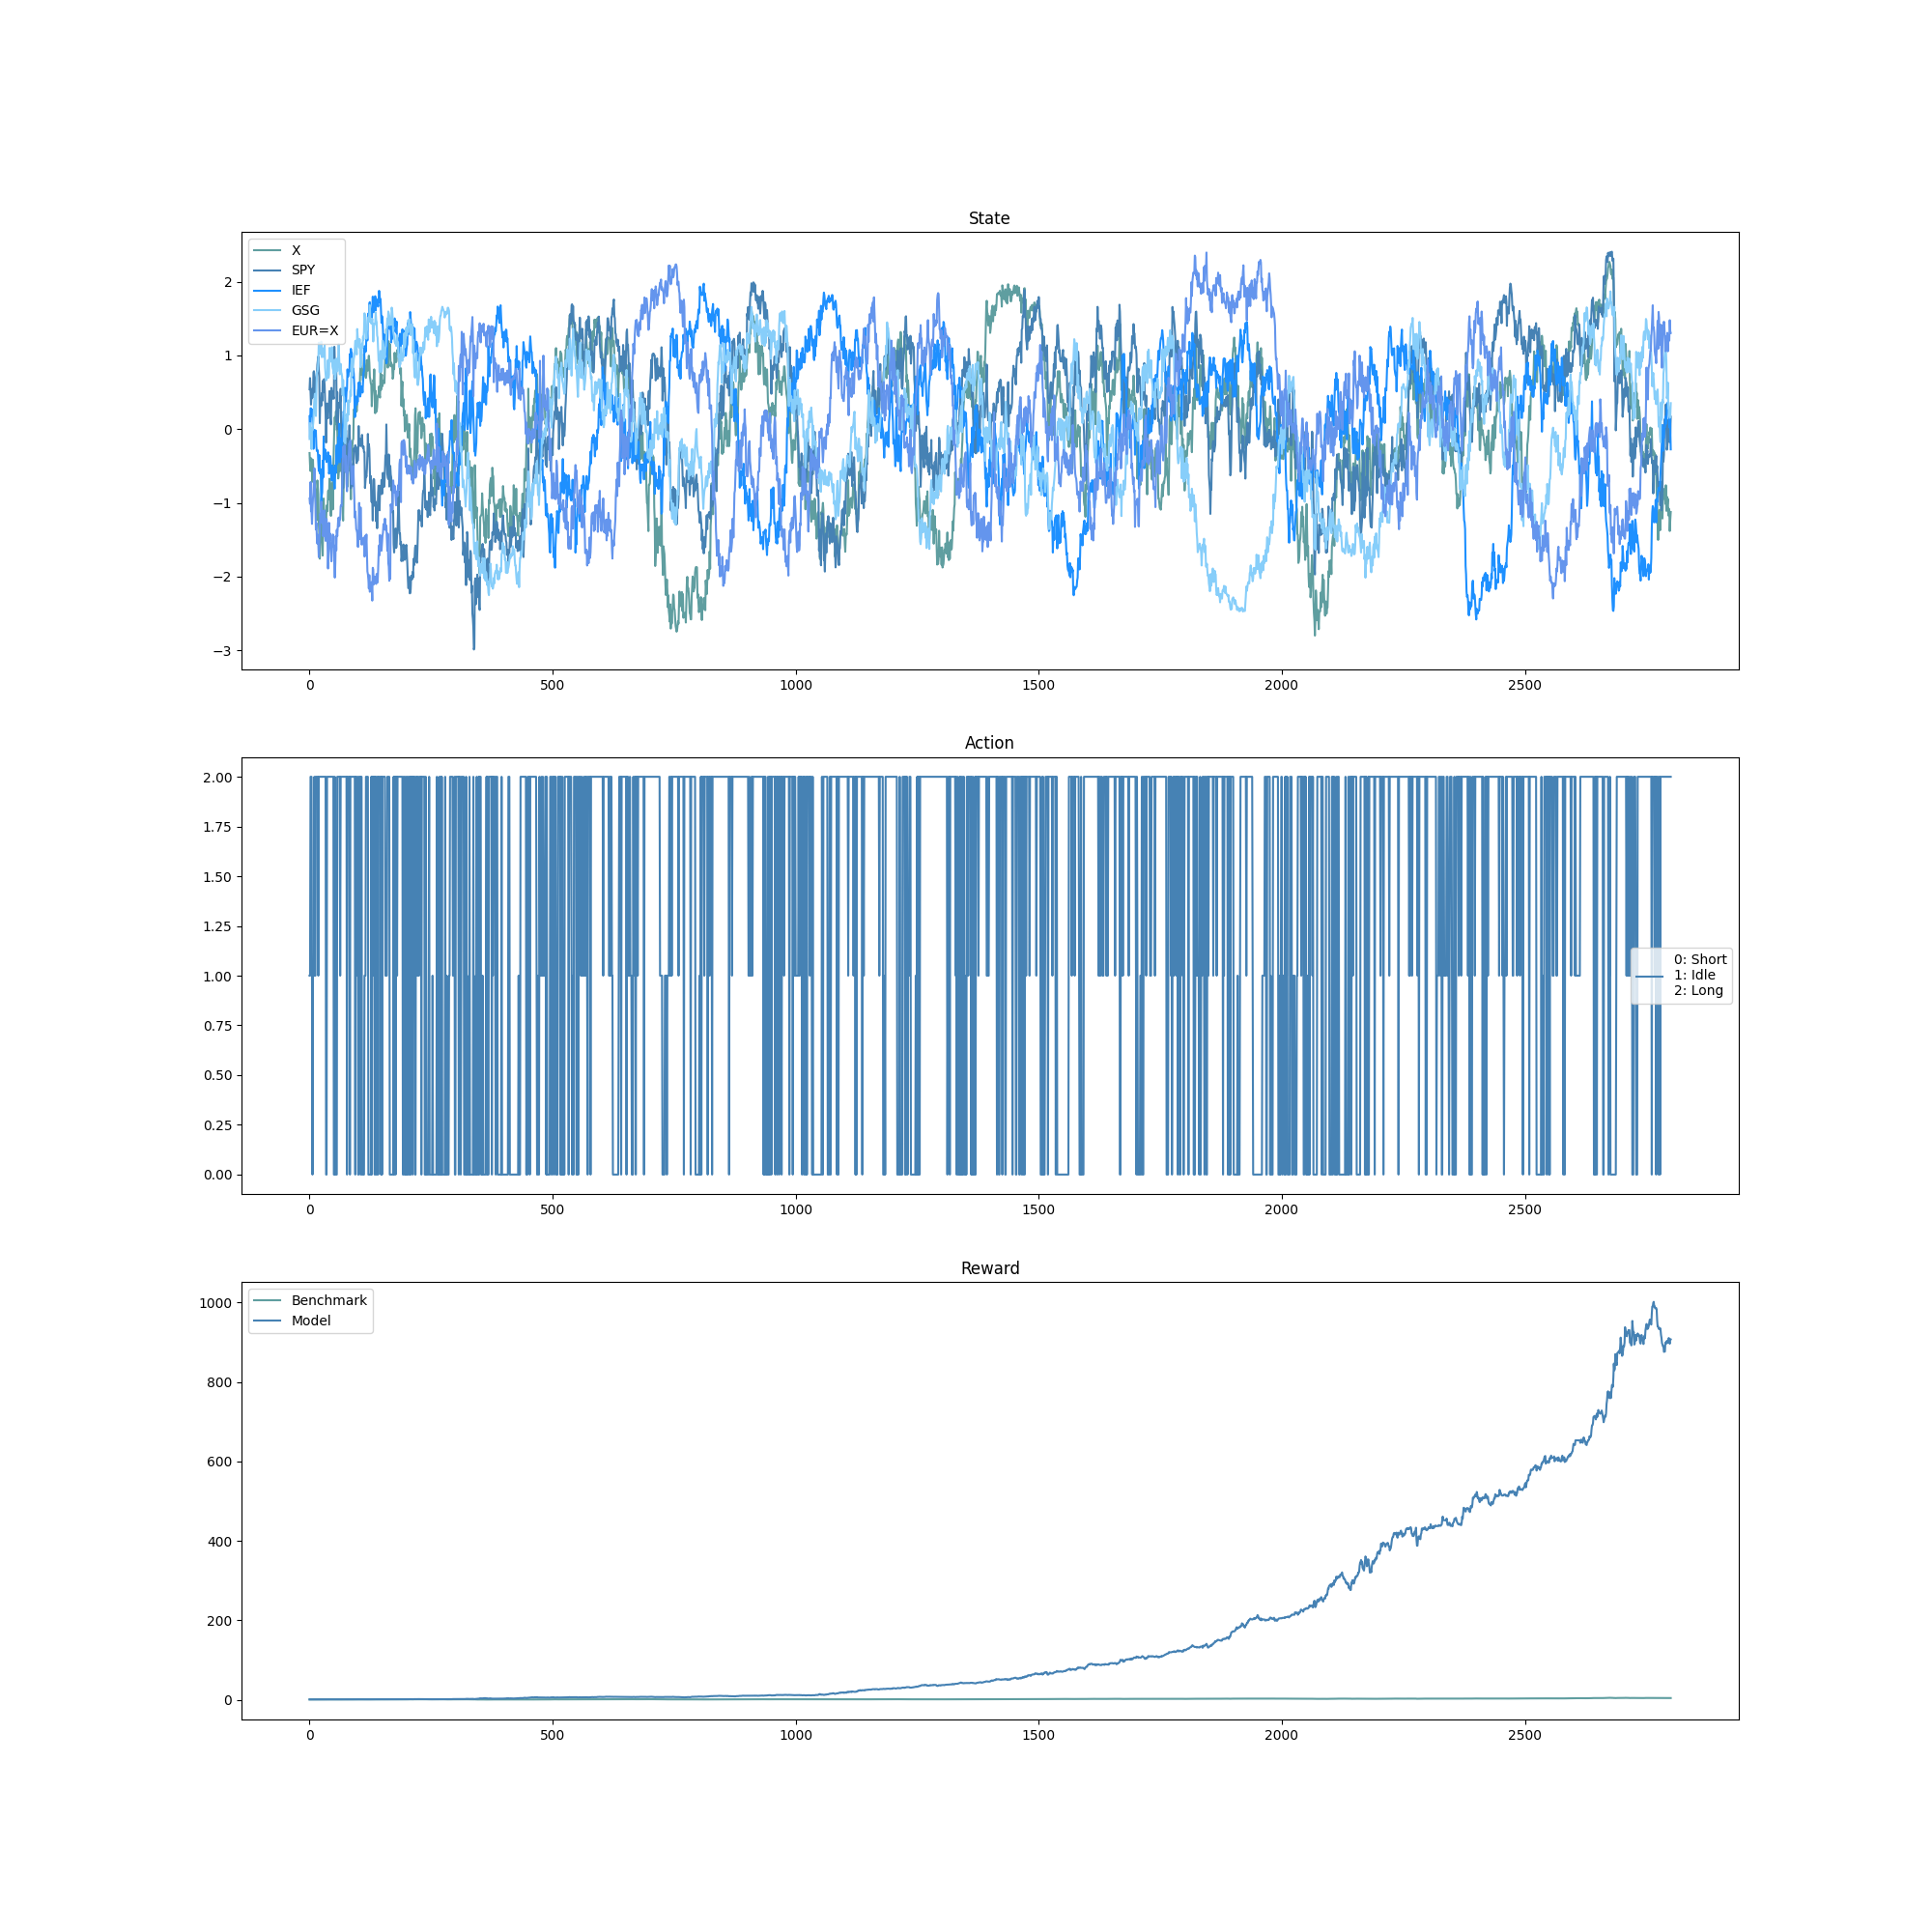 State
X
SPY
IEF
GSG
EUR=X
2
1
0
−1
−2
−3
0 500 1000 1500 2000 2500
Action
2.00
1.75
1.50
1.25
1.00
0.75
0.50
0.25
0.00
0: Short
1: Idle
2: Long
0 500 1000 1500 2000 2500
Reward
Benchmark
Model
1000
800
600
400
200
0
0 500 1000 1500 2000 2500